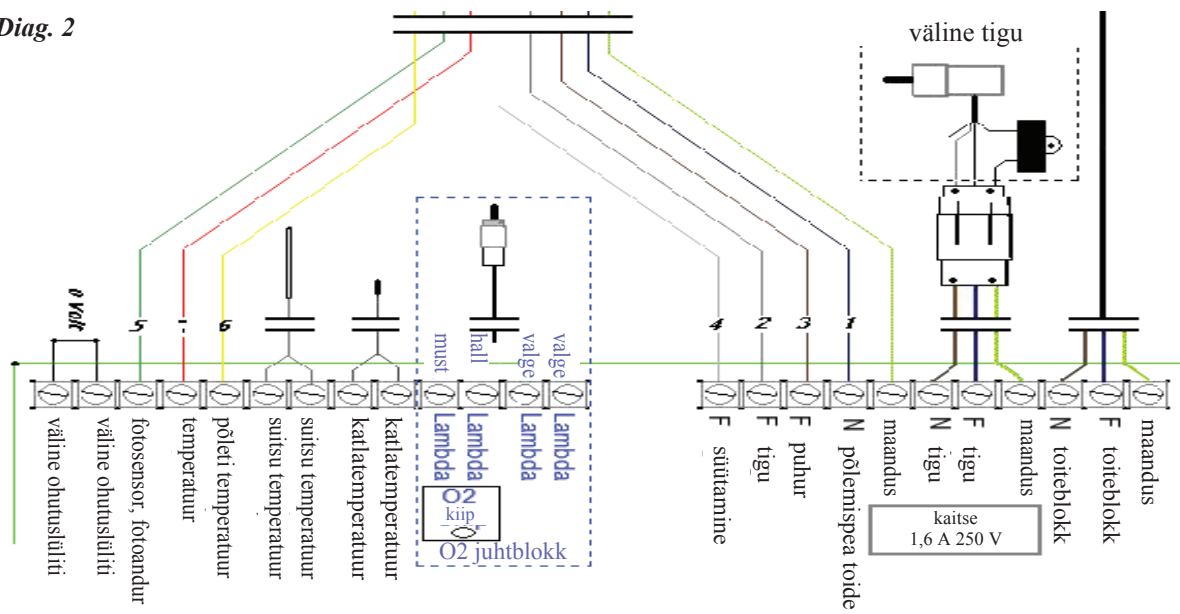 Diag. 2
väline tigu
0 Volt
5
7
6
4
2
3
1
must
hall
valge
valge
väline ohutuslüliti
väline ohutuslüliti
fotosensor, fotoandur
temperatuur
põleti temperatuur
suitsu temperatuur
suitsu temperatuur
katlatemperatuur
katlatemperatuur
Lambda
Lambda
Lambda
Lambda
O2
kiip
O2 juhtblokk
F süütamine
F tigu
F puhur
N põlemispea toide
maandus
N tigu
F tigu
maandus
N toiteblokk
F toiteblokk
maandus
kaitse
1,6 A 250 V